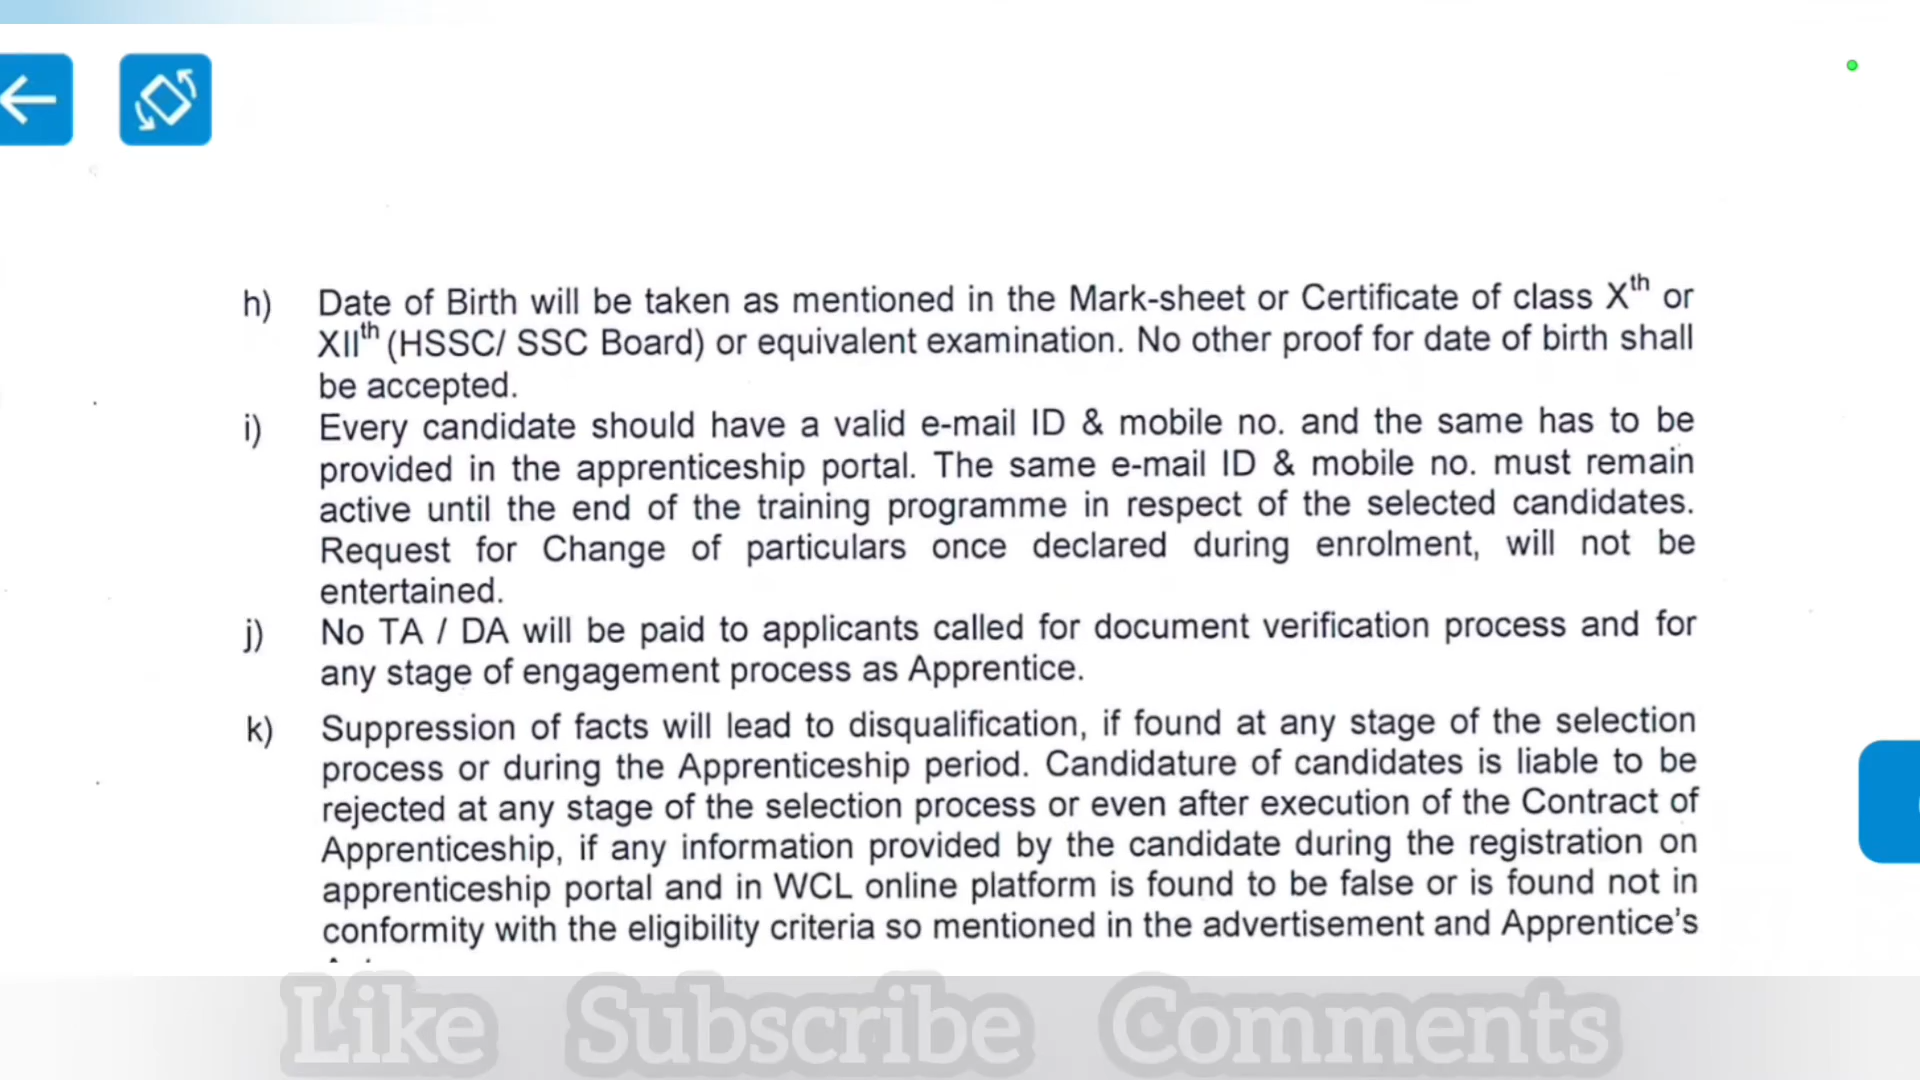 h) Date of Birth will be taken as mentioned in the Mark-sheet or Certificate of class Xth or
XIIth (HSSC/ SSC Board) or equivalent examination. No other proof for date of birth shall
be accepted.
i) Every candidate should have a valid e-mail ID & mobile no. and the same has to be
provided in the apprenticeship portal. The same e-mail ID & mobile no. must remain
active until the end of the training programme in respect of the selected candidates.
Request for Change of particulars once declared during enrolment, will not be
entertained.
j) No TA / DA will be paid to applicants called for document verification process and for
any stage of engagement process as Apprentice.
k) Suppression of facts will lead to disqualification, if found at any stage of the selection
process or during the Apprenticeship period. Candidature of candidates is liable to be
rejected at any stage of the selection process or even after execution of the Contract of
Apprenticeship, if any information provided by the candidate during the registration on
apprenticeship portal and in WCL online platform is found to be false or is found not in
conformity with the eligibility criteria so mentioned in the advertisement and Apprentice's
Like Subscribe Comments